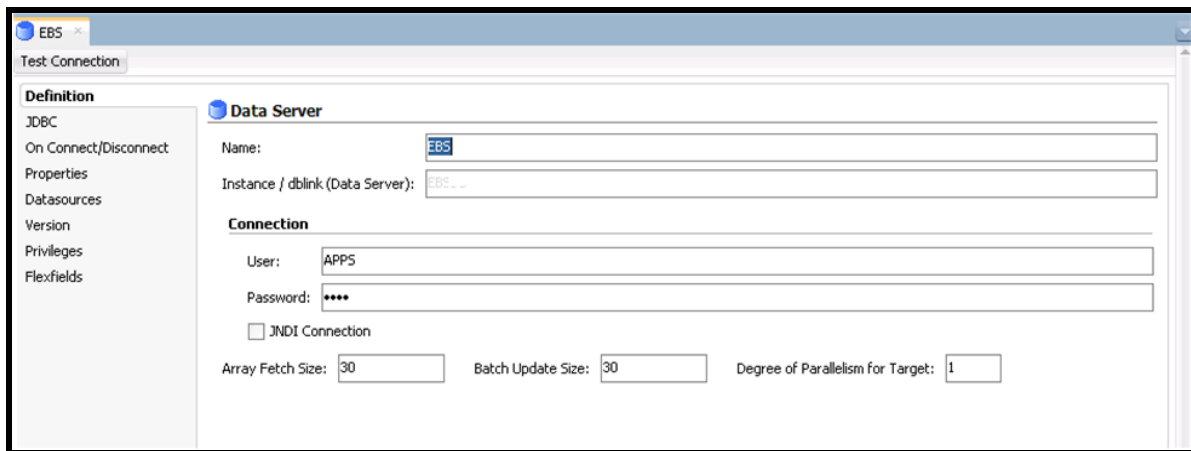 EBS
Test Connection
Definition
JDBC
On Connect/Disconnect
Properties
Datasources
Version
Privileges
Flexfields
Data Server
Name: EBS
Instance / dblink (Data Server): EBS
Connection
User: APPS
Password: ••••
JNDI Connection
Array Fetch Size: 30 Batch Update Size: 30 Degree of Parallelism for Target: 1